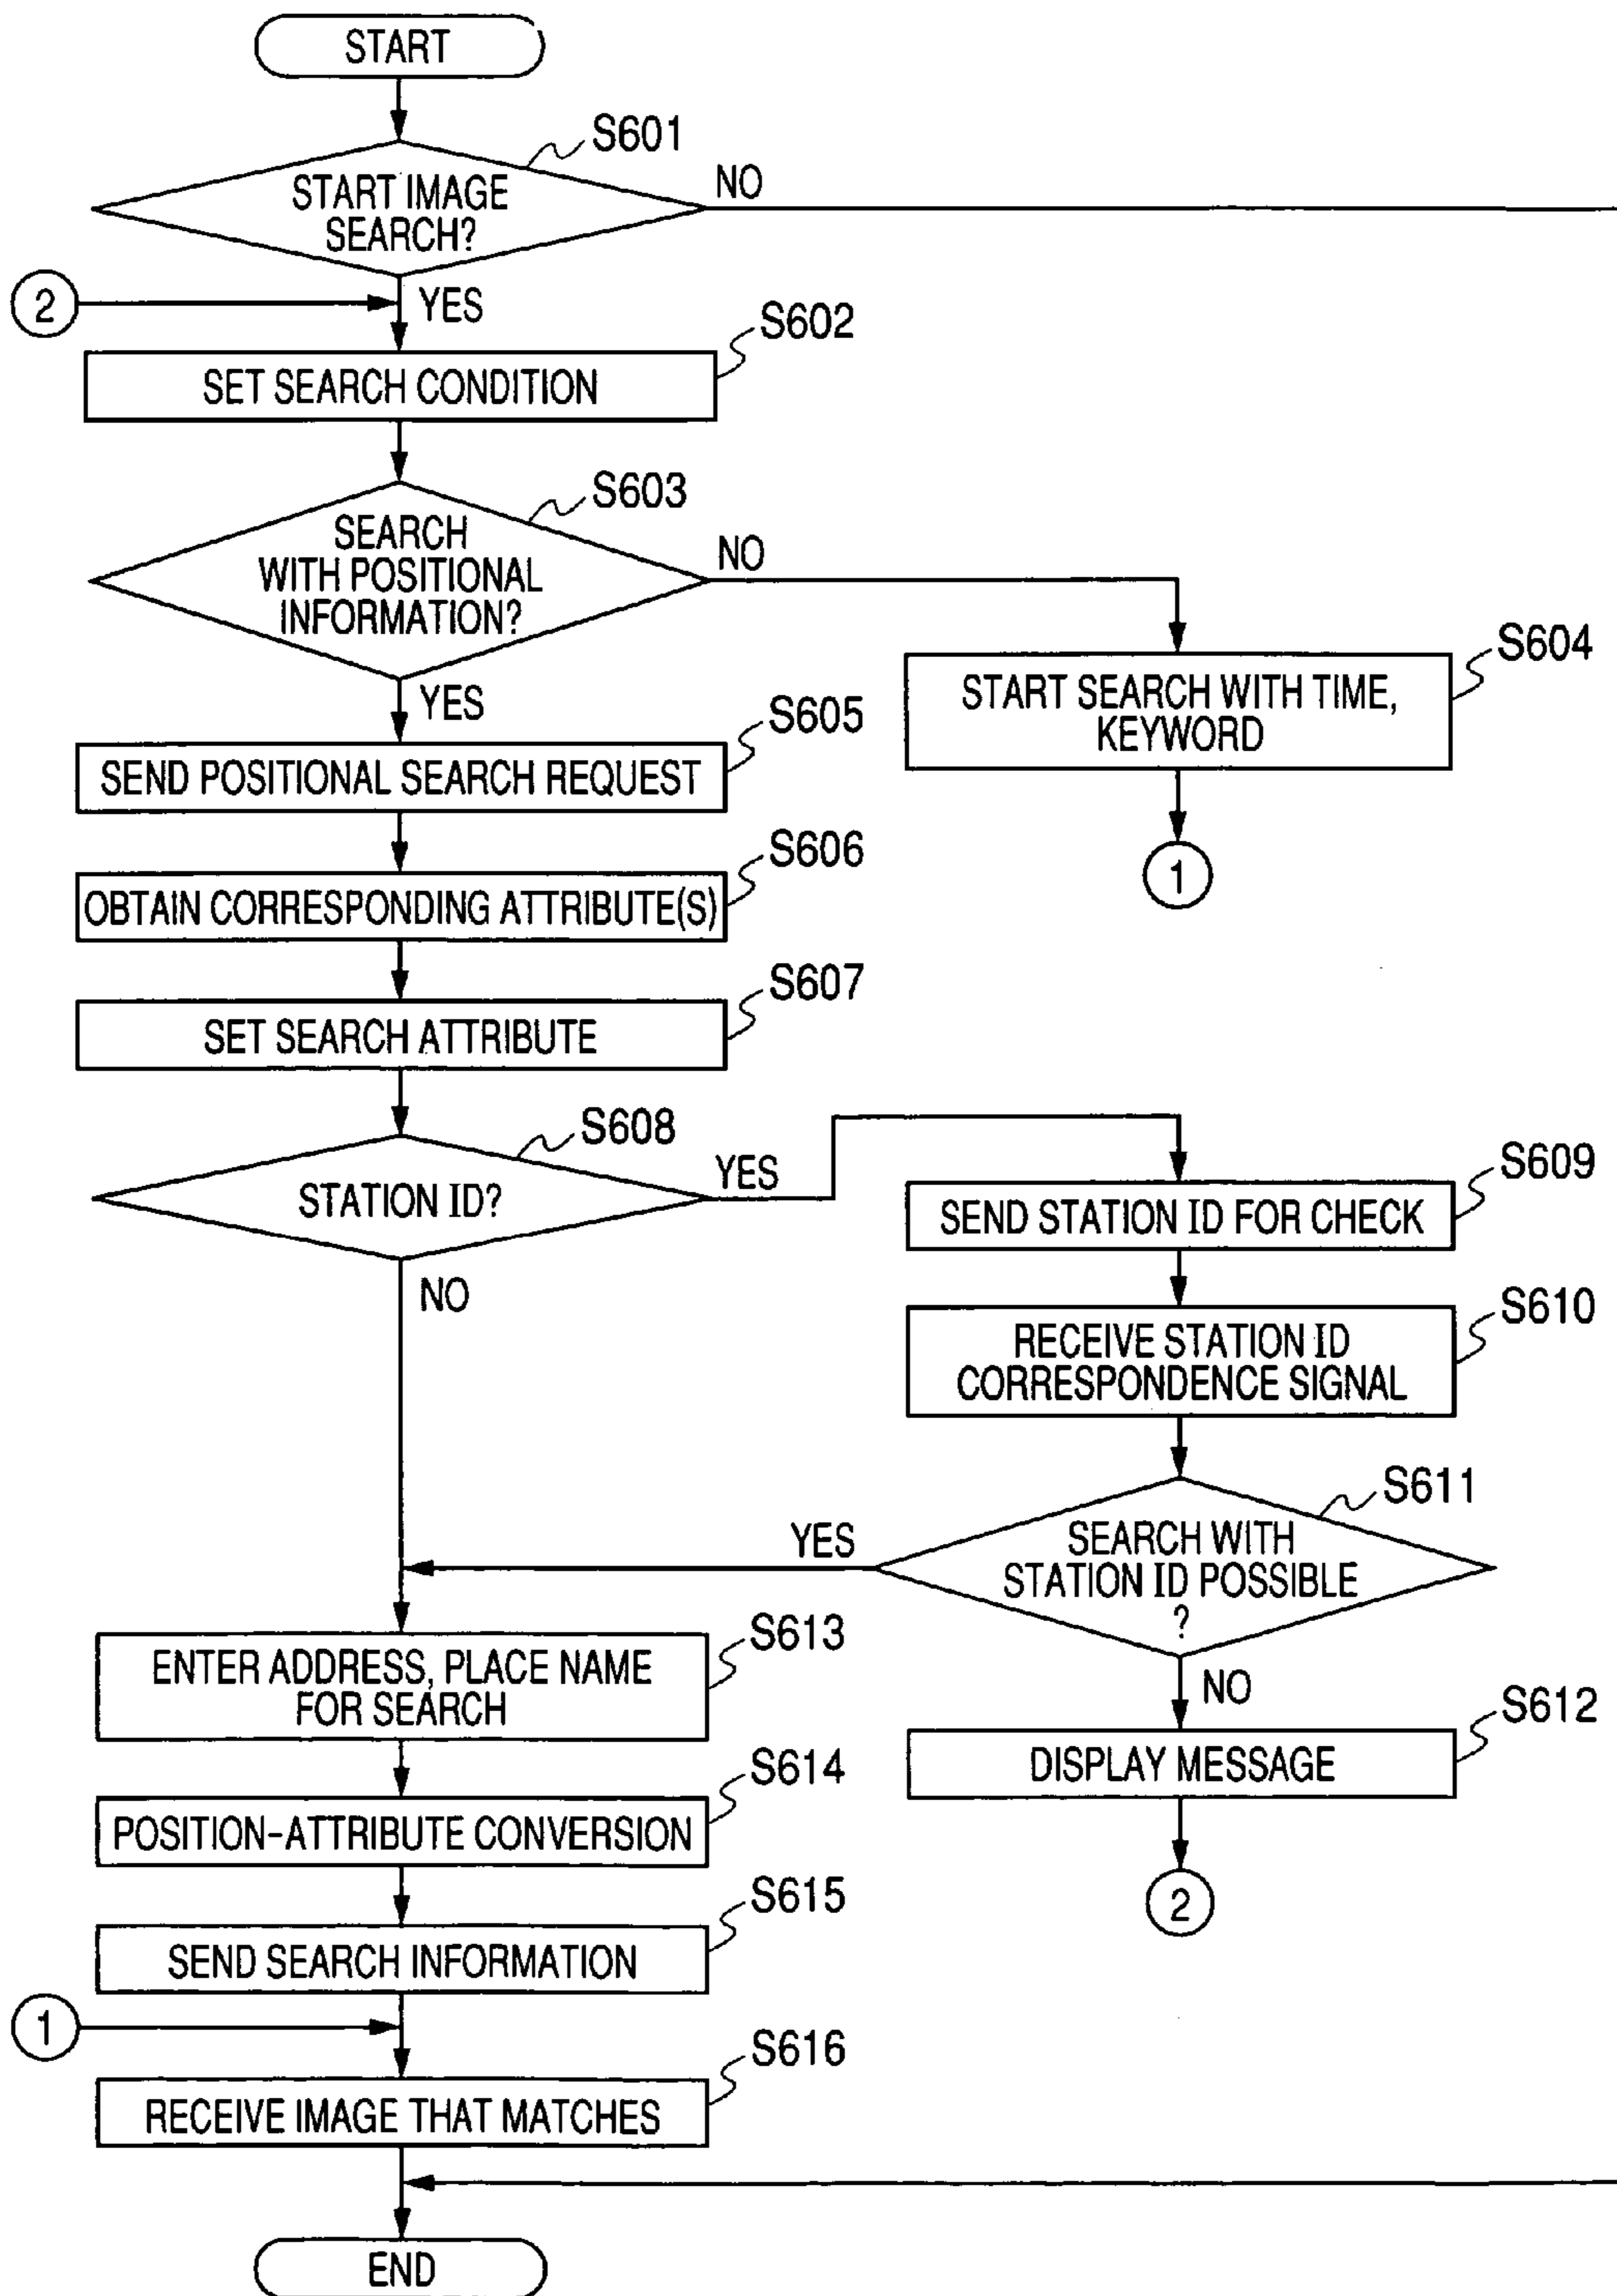 START
S601
START IMAGE
SEARCH?
NO
2
YES
S602
SET SEARCH CONDITION
S603
SEARCH
WITH POSITIONAL
INFORMATION?
NO
S604
START SEARCH WITH TIME,
KEYWORD
1
YES
S605
SEND POSITIONAL SEARCH REQUEST
S606
OBTAIN CORRESPONDING ATTRIBUTE(S)
S607
SET SEARCH ATTRIBUTE
S608
STATION ID?
YES
NO
S609
SEND STATION ID FOR CHECK
S610
RECEIVE STATION ID
CORRESPONDENCE SIGNAL
S611
SEARCH WITH
STATION ID POSSIBLE
?
YES
NO
S612
DISPLAY MESSAGE
2
S613
ENTER ADDRESS, PLACE NAME
FOR SEARCH
S614
POSITION-ATTRIBUTE CONVERSION
S615
SEND SEARCH INFORMATION
1
S616
RECEIVE IMAGE THAT MATCHES
END